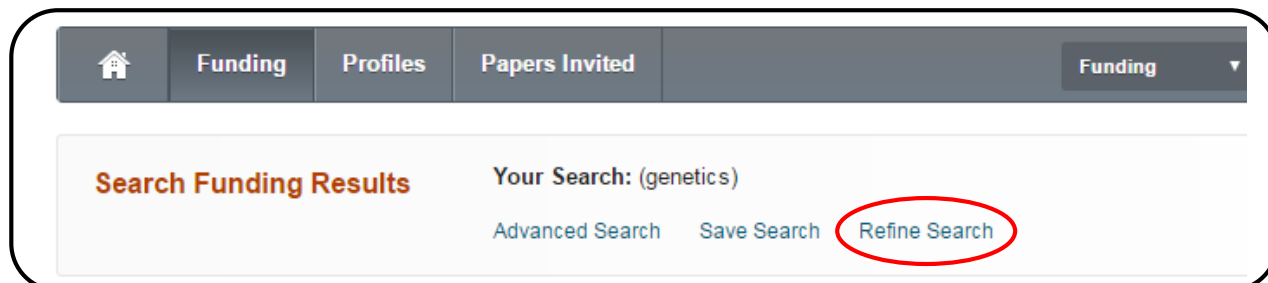 Funding Profiles Papers Invited Funding
Search Funding Results Your Search: (genetics)
Advanced Search Save Search Refine Search